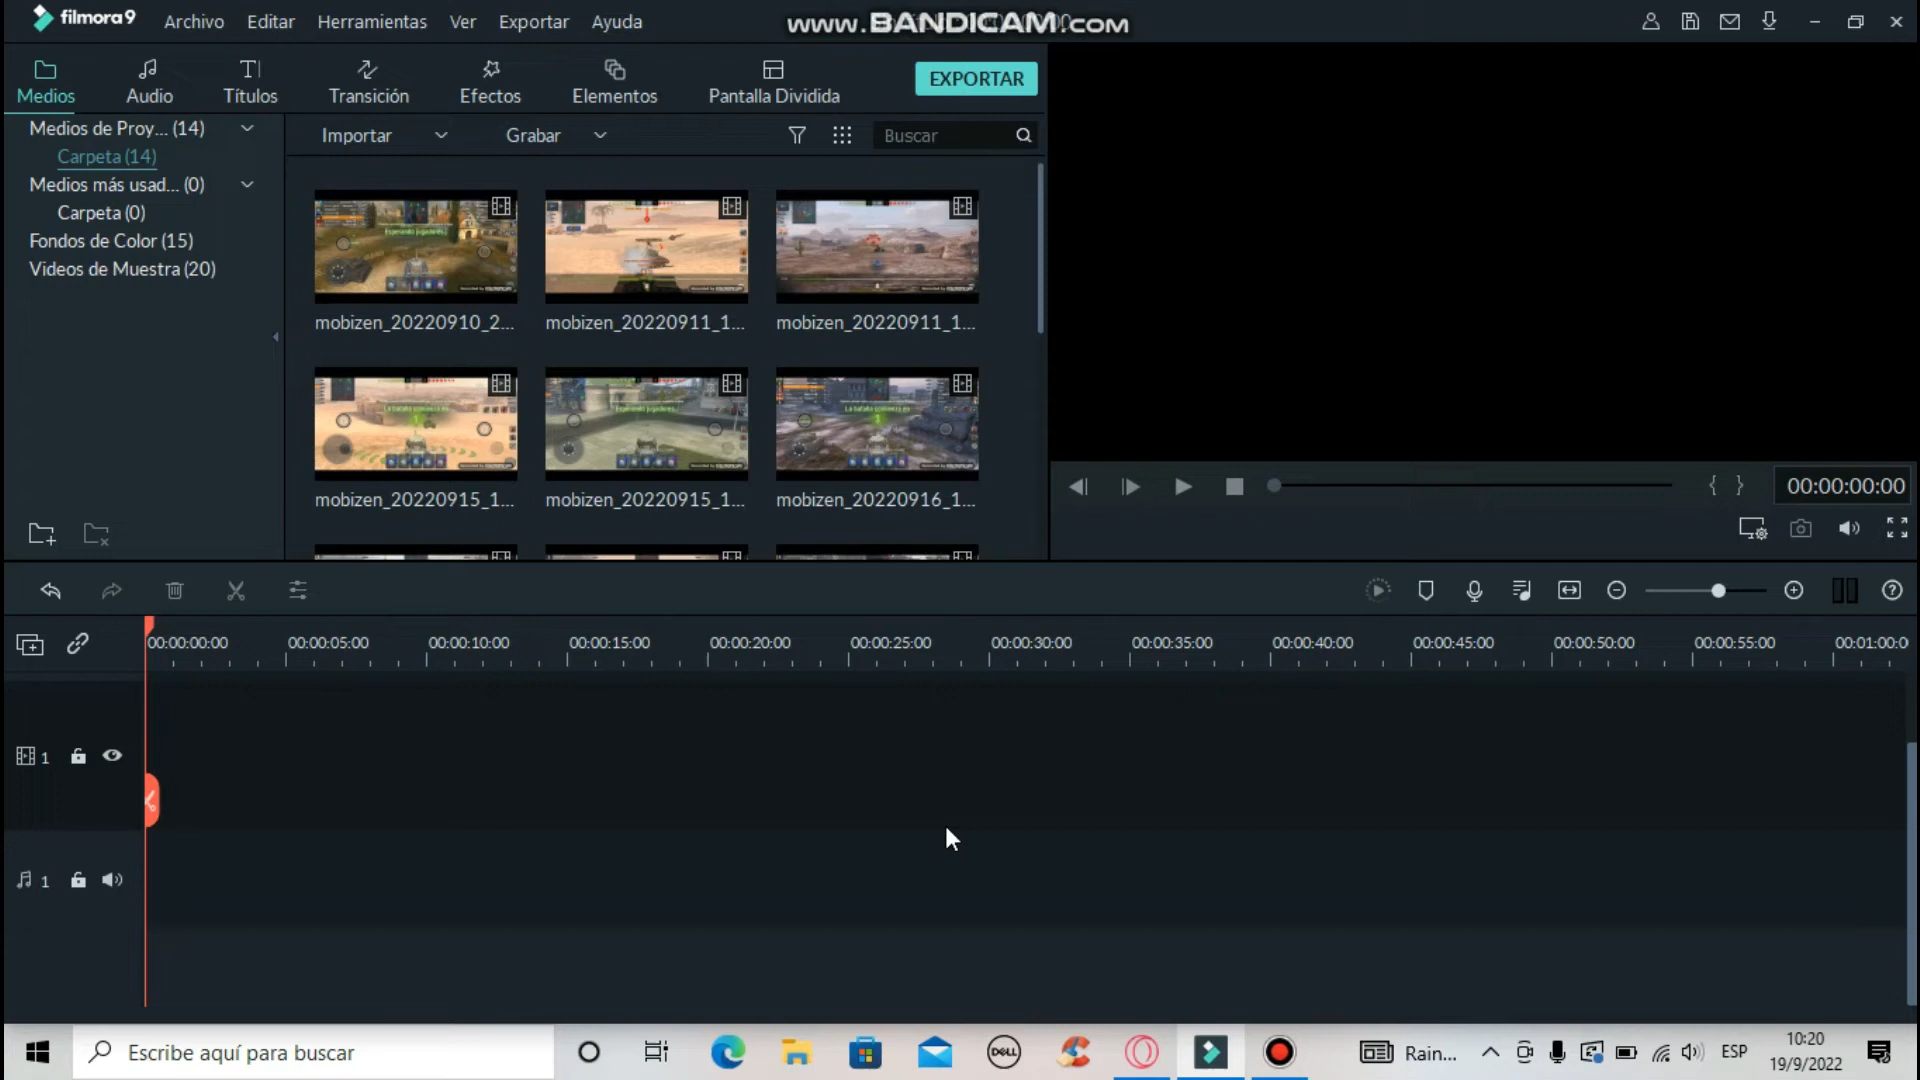 filmora9
Archivo Editar Herramientas Ver Exportar Ayuda
www.BANDICAM.com
Medios Audio Títulos Transición Efectos Elementos Pantalla Dividida
EXPORTAR
Medios de Proy... (14)
Carpeta (14)
Medios más usad... (0)
Carpeta (0)
Fondos de Color (15)
Videos de Muestra (20)
Importar Grabar Buscar
mobizen_20220910_2... mobizen_20220911_1... mobizen_20220911_1...
mobizen_20220915_1... mobizen_20220915_1... mobizen_20220916_1...
{ } 00:00:00:00
00:00:00:00 00:00:05:00 00:00:10:00 00:00:15:00 00:00:20:00 00:00:25:00 00:00:30:00 00:00:35:00 00:00:40:00 00:00:45:00 00:00:50:00 00:00:55:00 00:01:00:0
1
1
Escribe aquí para buscar
DELL
Rain...
ESP
10:20
19/9/2022